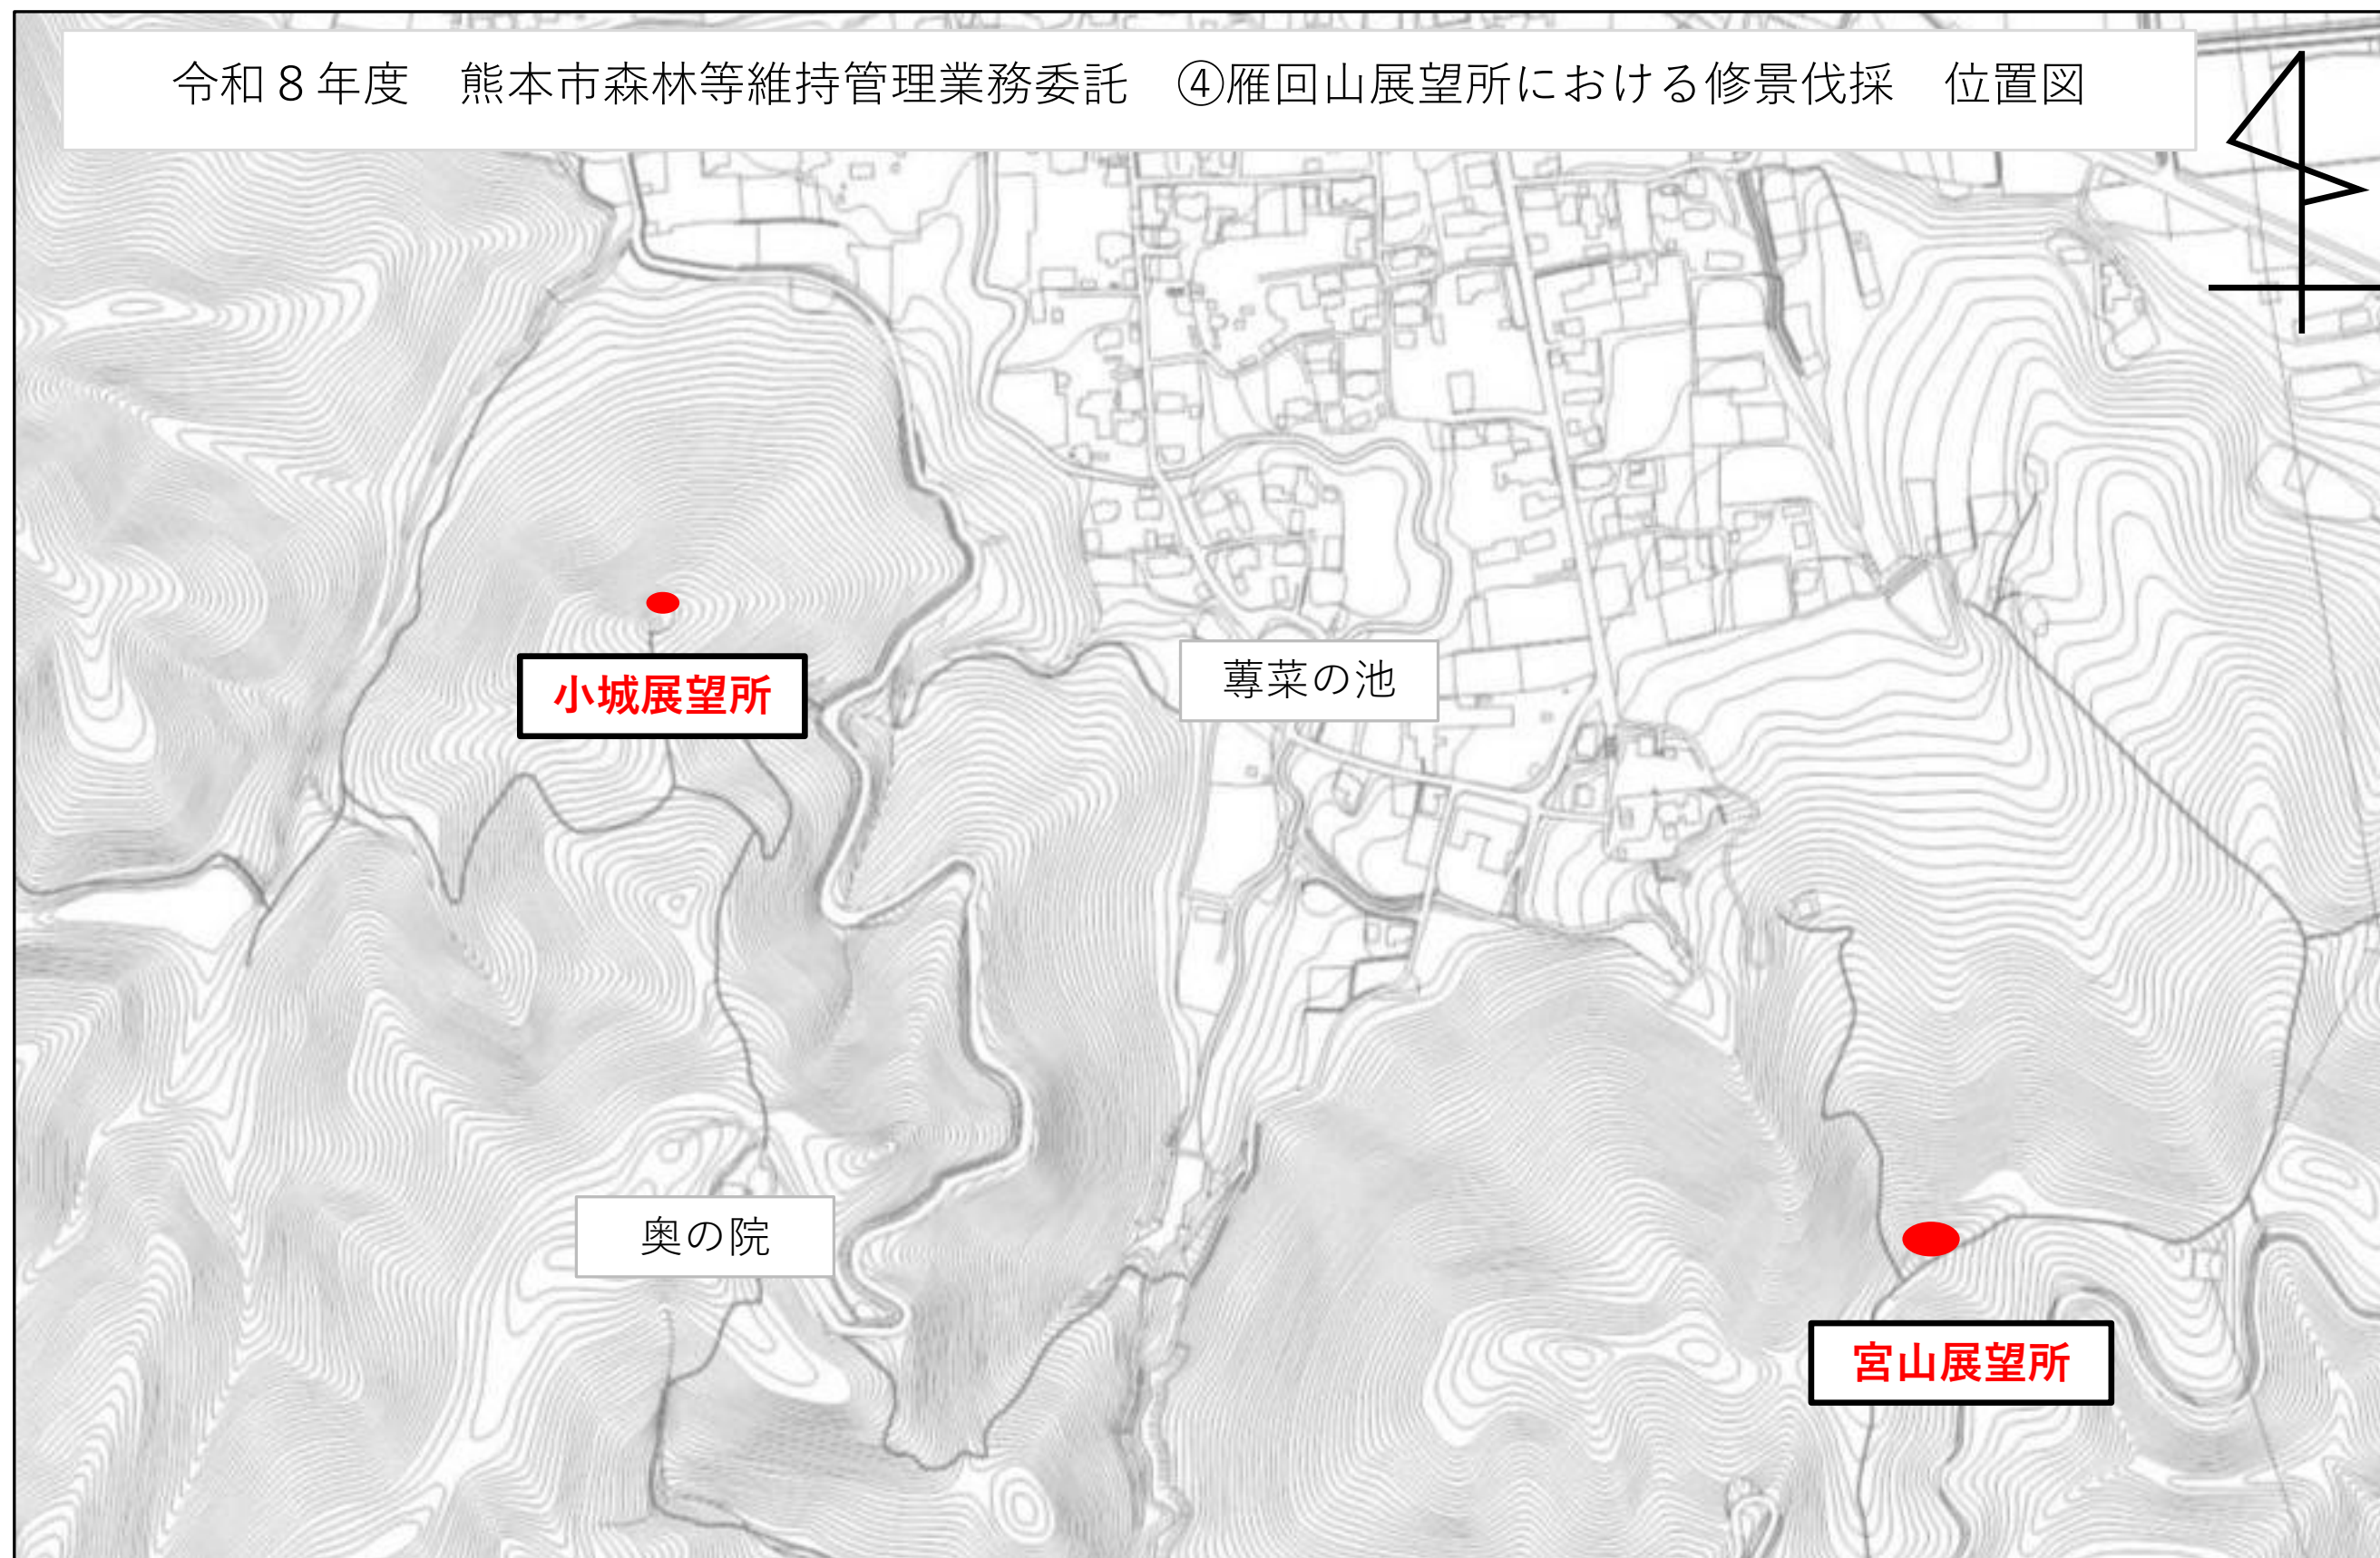 令和８年度　熊本市森林等維持管理業務委託　④雁回山展望所における修景伐採　位置図
小城展望所
蓴菜の池
奥の院
宮山展望所